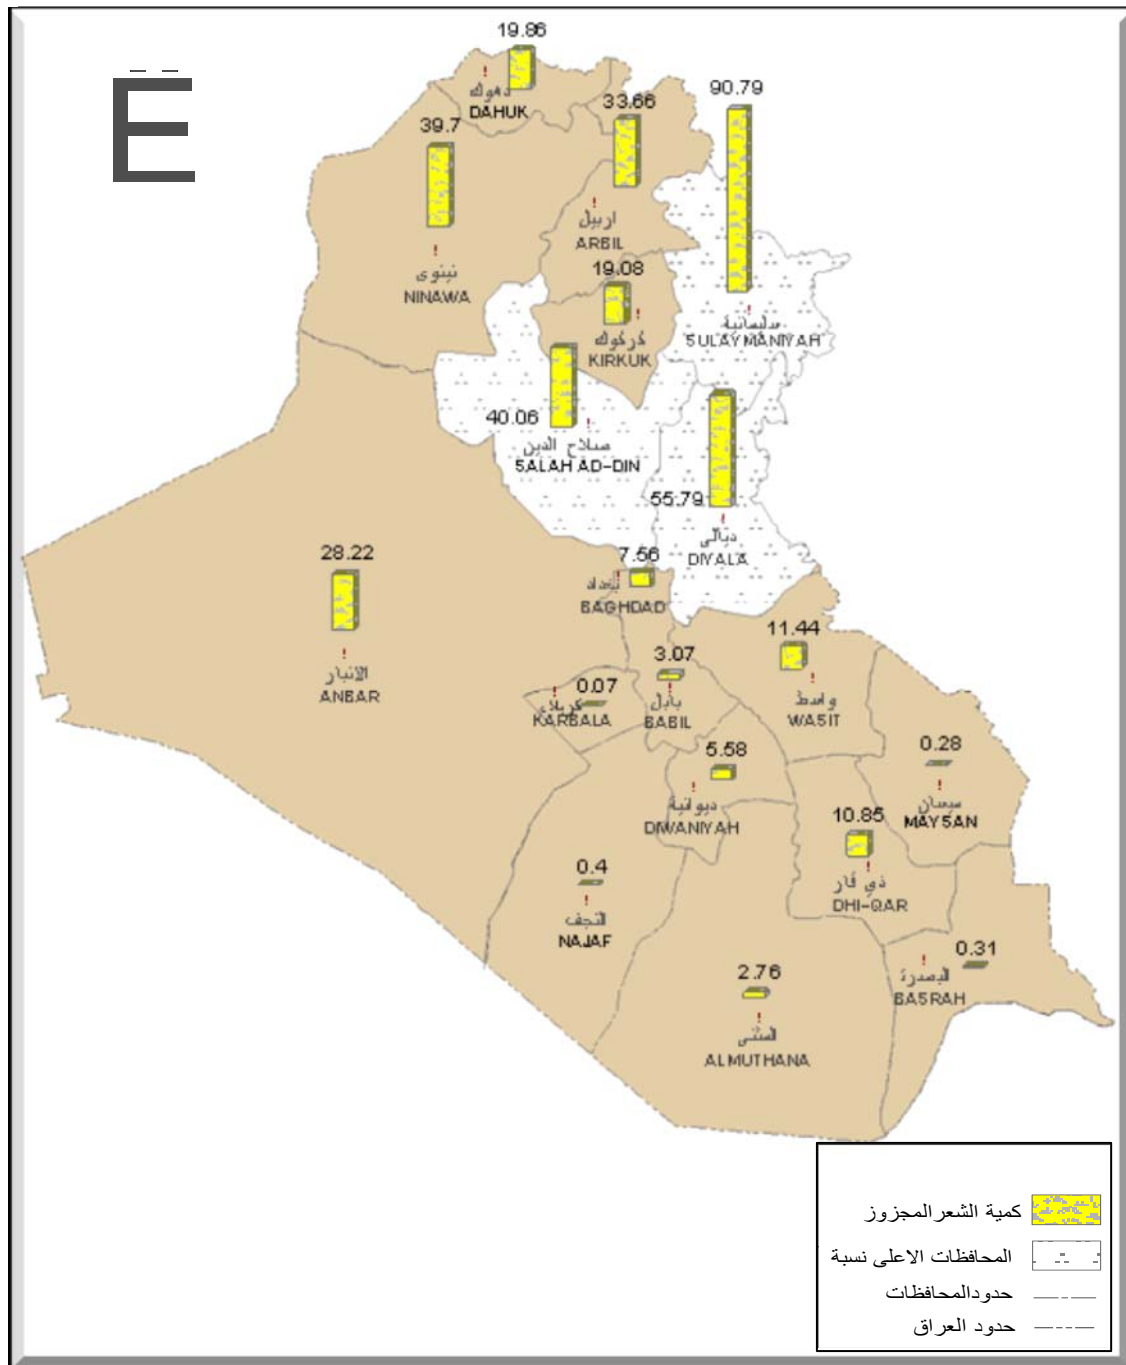 19.86
90.79
Ë
دهوك
DAHUK
33.66
39.7
اربيل
ARBIL
نينوى
NINAWA
19.08
سليمانية
SULAYMANIYAH
كركوك
KIRKUK
40.06
صلاح الدين
SALAH AD-DIN
55.79
ديالى
DIYALA
28.22
7.56
بغداد
BAGHDAD
11.44
3.07
الانبار
ANBAR
0.07
كربلاء
KARBALA
بابل
BABIL
واسط
WASIT
0.28
5.58
ميسان
MAYSAN
ديوانية
DIWANIYAH
10.85
0.4
ذي قار
DHI-QAR
النجف
NAJAF
0.31
البصرة
BASRAH
2.76
المثنى
ALMUTHANA
كمية الشعرالمجزوز
المحافظات الاعلى نسبة
حدودالمحافظات
حدود العراق